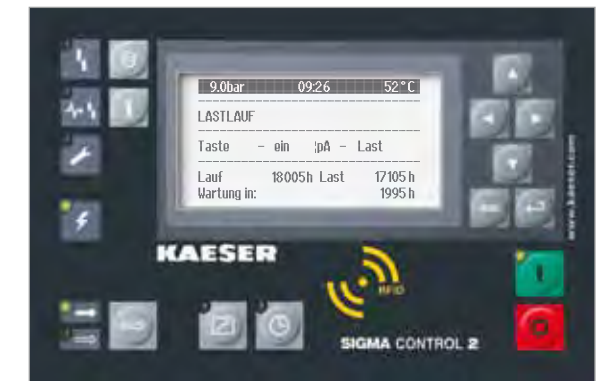 9.0bar 09:26 52°C
LASTLAUF
Taste - ein ¦pA - Last
Lauf 18005h Last 17105h
Wartung in: 1995h
KAESER
RFID
SIGMA CONTROL 2
www.kaeser.com
I
O